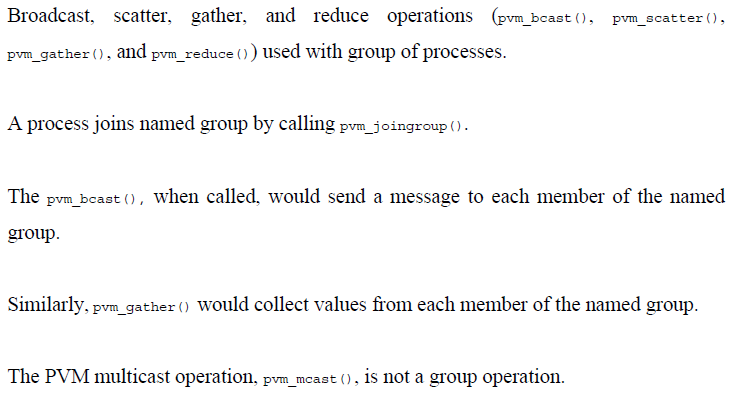 Broadcast, scatter, gather, and reduce operations (pvm_bcast(), pvm_scatter(),
pvm_gather(), and pvm_reduce()) used with group of processes.
A process joins named group by calling pvm_joingroup().
The pvm_bcast(), when called, would send a message to each member of the named
group.
Similarly, pvm_gather() would collect values from each member of the named group.
The PVM multicast operation, pvm_mcast(), is not a group operation.